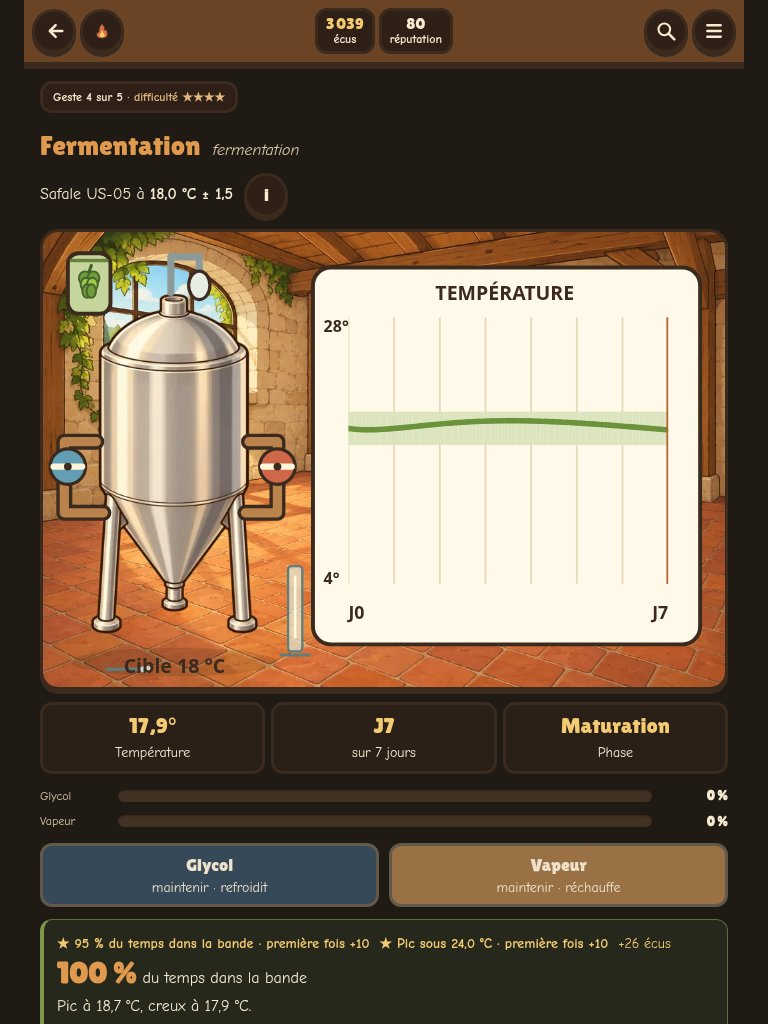 3 039
écus
80
réputation
Geste 4 sur 5 · difficulté ★★★★
Fermentation fermentation
Safale US-05 à 18,0 °C ± 1,5 i
TEMPÉRATURE
28°
4°
J0 J7
Cible 18 °C
17,9°
Température
J7
sur 7 jours
Maturation
Phase
Glycol 0 %
Vapeur 0 %
Glycol
maintenir · refroidit
Vapeur
maintenir · réchauffe
★ 95 % du temps dans la bande · première fois +10 ★ Pic sous 24,0 °C · première fois +10 +26 écus
100 % du temps dans la bande
Pic à 18,7 °C, creux à 17,9 °C.